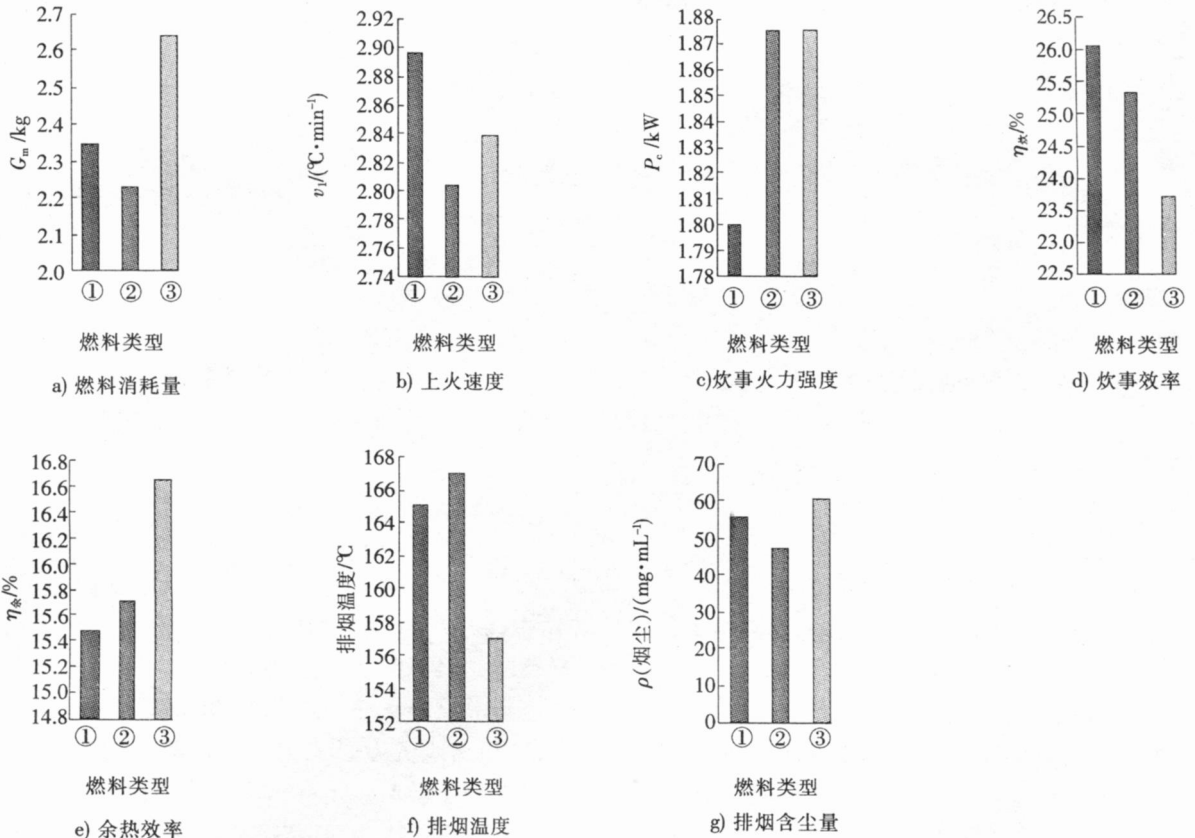 2.7
2.6
2.5
2.4
2.3
2.2
2.1
2.0
Gm/kg
① ② ③
燃料类型
a) 燃料消耗量
2.92
2.90
2.86
2.84
2.82
2.80
2.78
2.76
2.74
v₁/(℃·min⁻¹)
① ② ③
燃料类型
b) 上火速度
1.88
1.87
1.86
1.85
1.84
1.83
1.82
1.81
1.80
1.79
1.78
Pc/kW
① ② ③
燃料类型
c)炊事火力强度
26.5
26.0
25.5
25.0
24.5
24.0
23.5
23.0
22.5
η炊/%
① ② ③
燃料类型
d) 炊事效率
16.8
16.6
16.4
16.2
16.0
15.8
15.6
15.4
15.2
15.0
14.8
η余/%
① ② ③
燃料类型
e) 余热效率
168
166
164
162
160
158
156
154
152
排烟温度/℃
① ② ③
燃料类型
f) 排烟温度
70
60
50
40
30
20
10
0
ρ(烟尘)/(mg·mL⁻¹)
① ② ③
燃料类型
g) 排烟含尘量